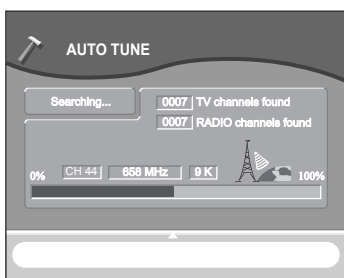 AUTO TUNE
Searching...
0007 TV channels found
0007 RADIO channels found
0% CH 44 658 MHz 9 K 100%